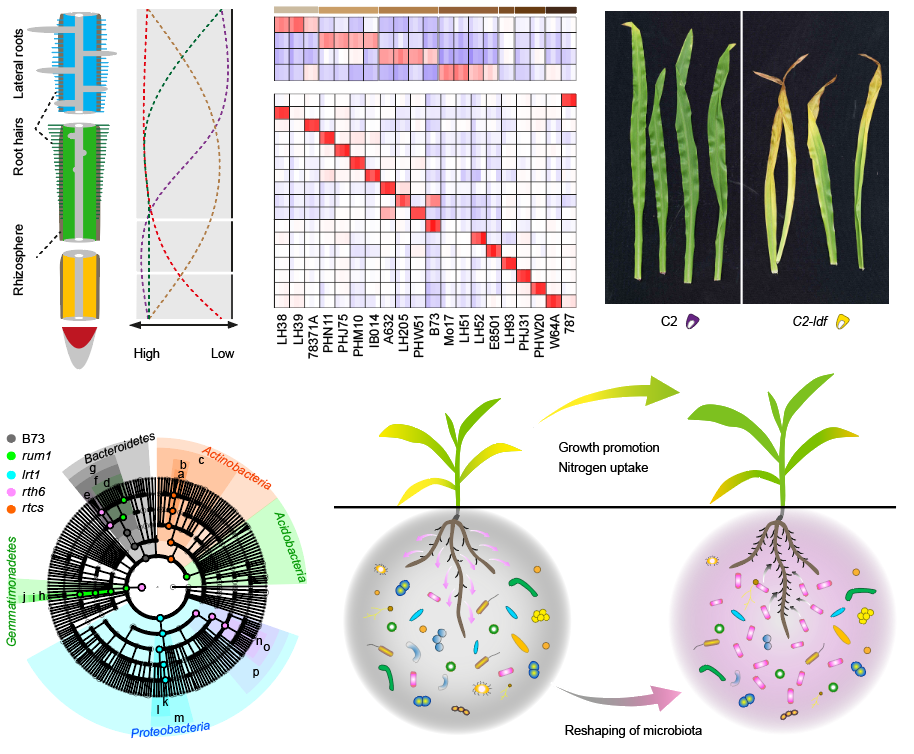 Lateral roots
Root hairs
Rhizosphere
High
Low
LH38
LH39
78371A
PHN11
PHJ75
PHM10
IB014
A632
LH205
PHW51
B73
Mo17
LH51
LH52
E8501
LH93
PHJ31
PHW20
W64A
787
C2
C2-Idf
B73
rum1
lrt1
rth6
rtcs
Bacteroidetes
Actinobacteria
Acidobacteria
Gemmatimonadetes
Proteobacteria
g
f
d
e
b
a
c
j
i
h
n
o
p
k
l
m
Growth promotion
Nitrogen uptake
Reshaping of microbiota